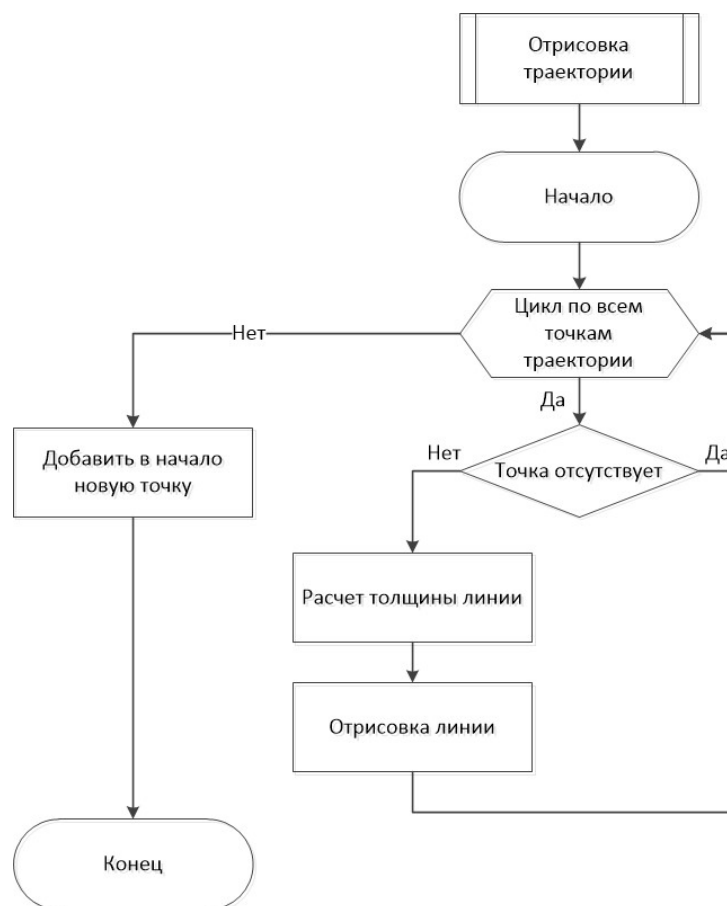 Отрисовка
траектории
Начало
Цикл по всем
точкам
траектории
Нет
Да
Добавить в начало
новую точку
Нет
Точка отсутствует
Да
Расчет толщины линии
Отрисовка линии
Конец